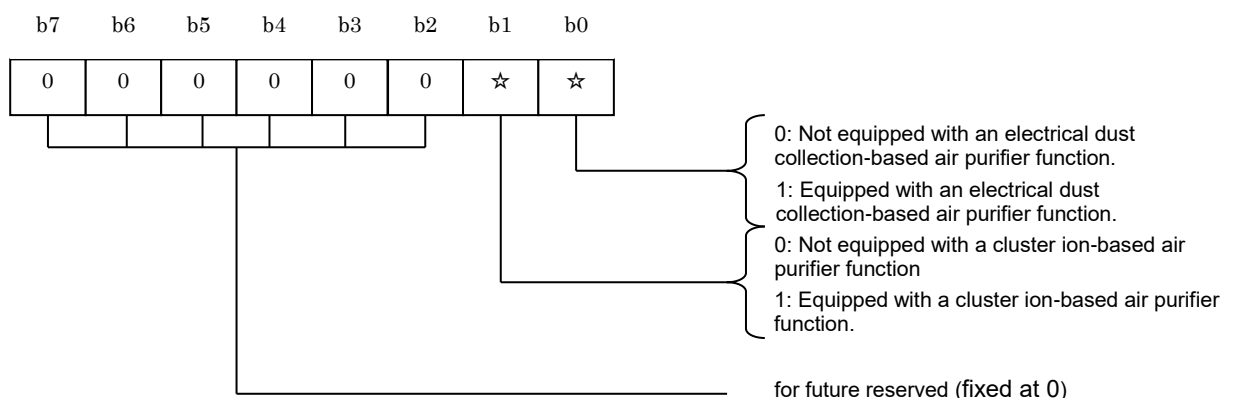 b7 b6 b5 b4 b3 b2 b1 b0
0 0 0 0 0 0 ☆ ☆
0: Not equipped with an electrical dust
collection-based air purifier function.
1: Equipped with an electrical dust
collection-based air purifier function.
0: Not equipped with a cluster ion-based air
purifier function
1: Equipped with a cluster ion-based air purifier
function.
for future reserved (fixed at 0)